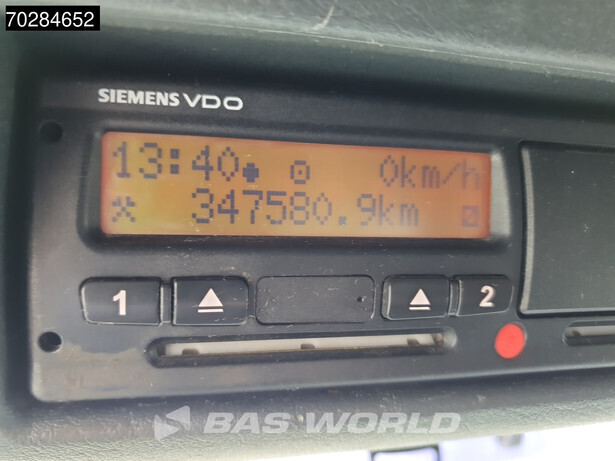 70284652
SIEMENS VDO
13:40 0km/h
347580.9km
1 2
BAS WORLD